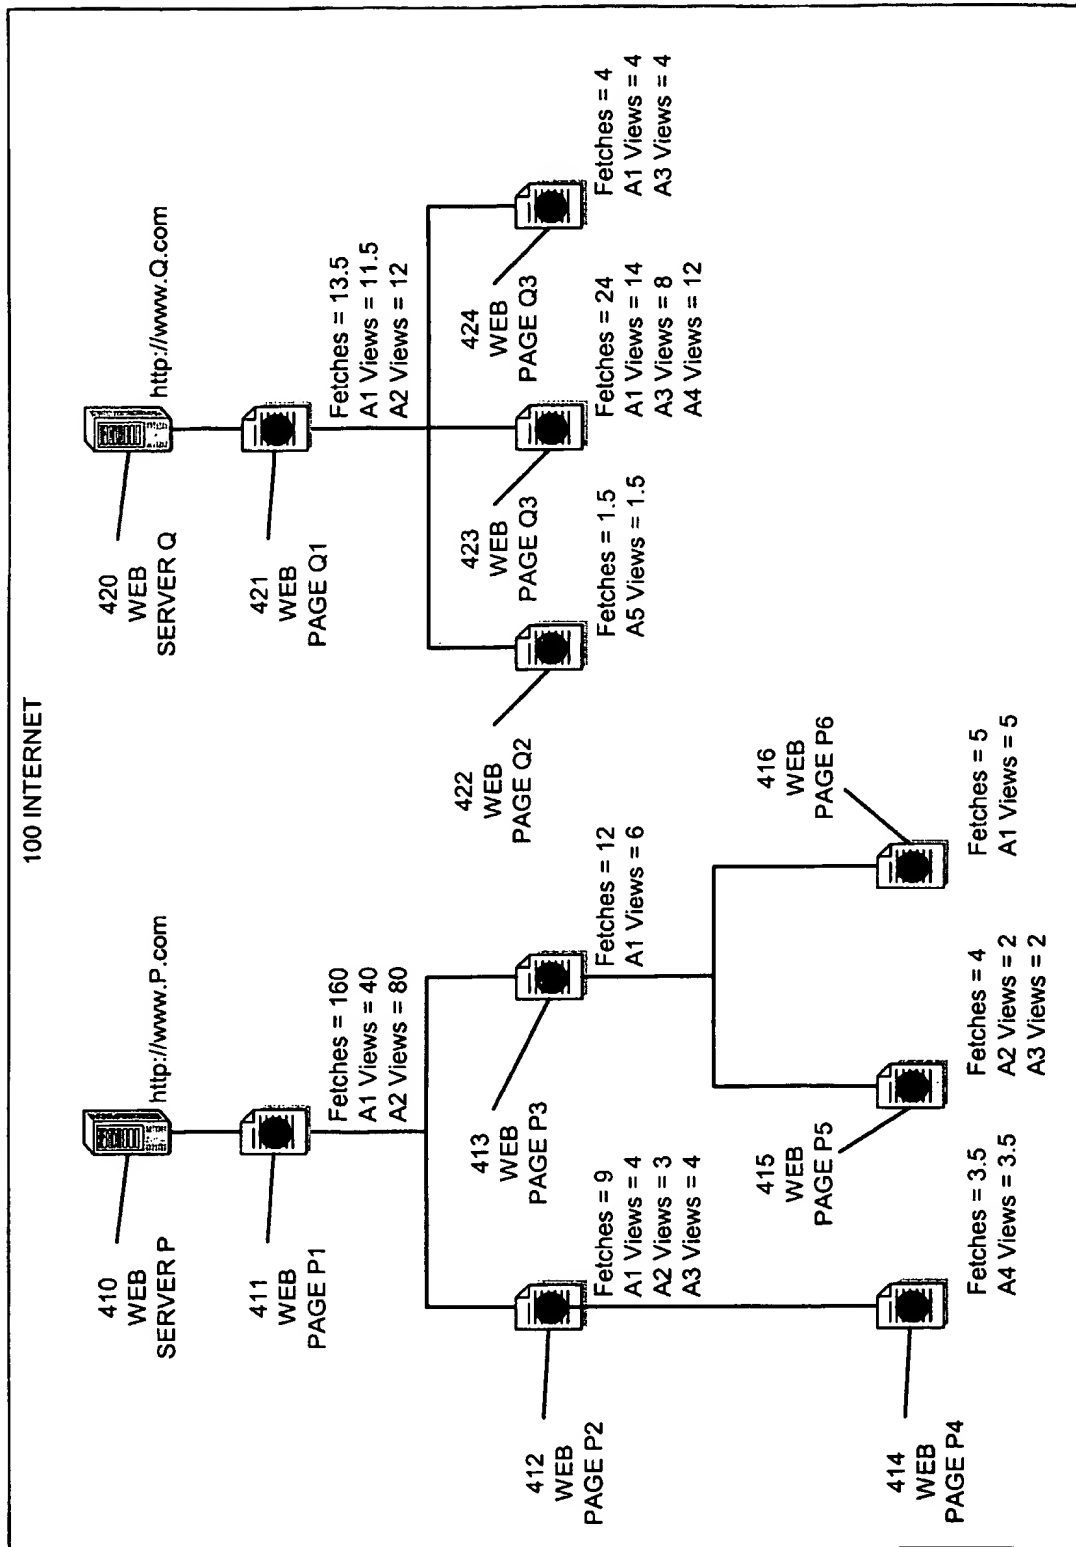 100 INTERNET
410
WEB
SERVER P
http://www.P.com
411
WEB
PAGE P1
Fetches = 160
A1 Views = 40
A2 Views = 80
412
WEB
PAGE P2
Fetches = 9
A1 Views = 4
A2 Views = 3
A3 Views = 4
413
WEB
PAGE P3
Fetches = 12
A1 Views = 6
414
WEB
PAGE P4
Fetches = 3.5
A4 Views = 3.5
415
WEB
PAGE P5
Fetches = 4
A2 Views = 2
A3 Views = 2
416
WEB
PAGE P6
Fetches = 5
A1 Views = 5
420
WEB
SERVER Q
http://www.Q.com
421
WEB
PAGE Q1
Fetches = 13.5
A1 Views = 11.5
A2 Views = 12
422
WEB
PAGE Q2
Fetches = 1.5
A5 Views = 1.5
423
WEB
PAGE Q3
Fetches = 24
A1 Views = 14
A3 Views = 8
A4 Views = 12
424
WEB
PAGE Q3
Fetches = 4
A1 Views = 4
A3 Views = 4